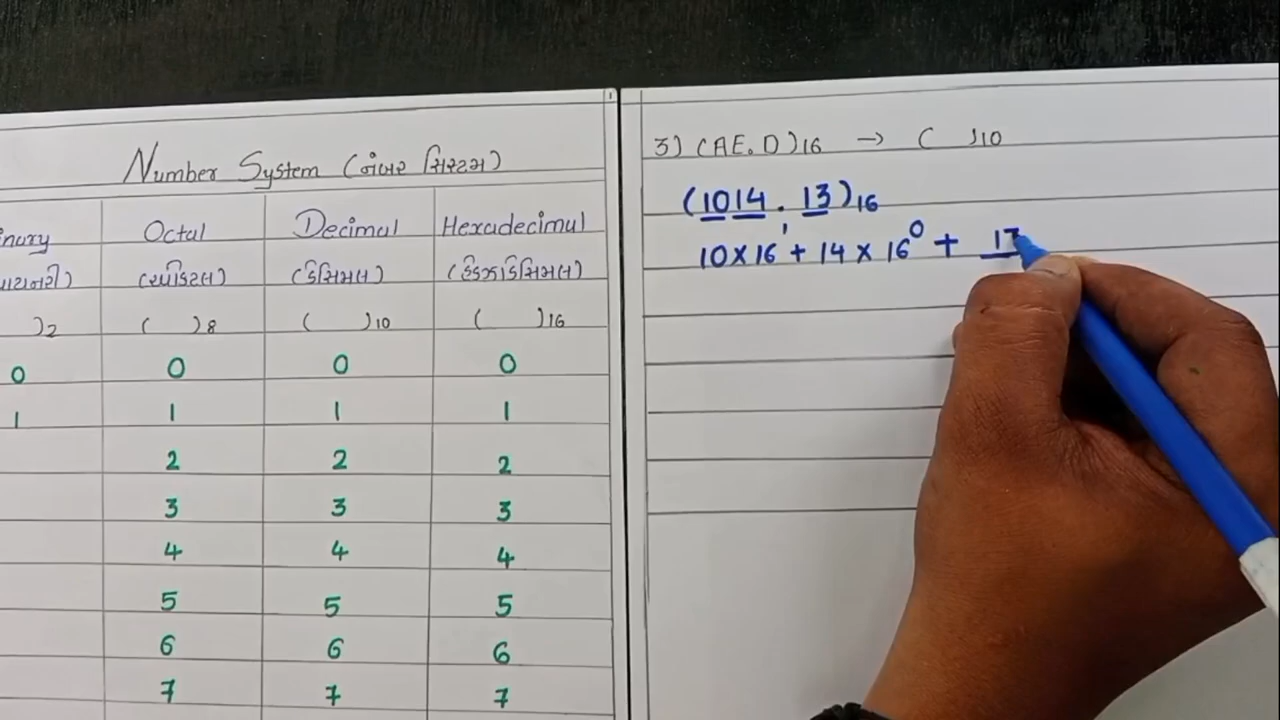 Number System (નંબર સિસ્ટમ)
Octal Decimal Hexadecimal
(ઓક્ટલ) (ડેસિમલ) (હેક્ઝાડેસિમલ)
)2 ( )8 ( )10 ( )16
0 0 0 0
1 1 1 1
2 2 2
3 3 3
4 4 4
5 5 5
6 6 6
7 7 7
3) (AE.D)16 → ( )10
(1014.13)16
10×16¹ + 14×16⁰ +